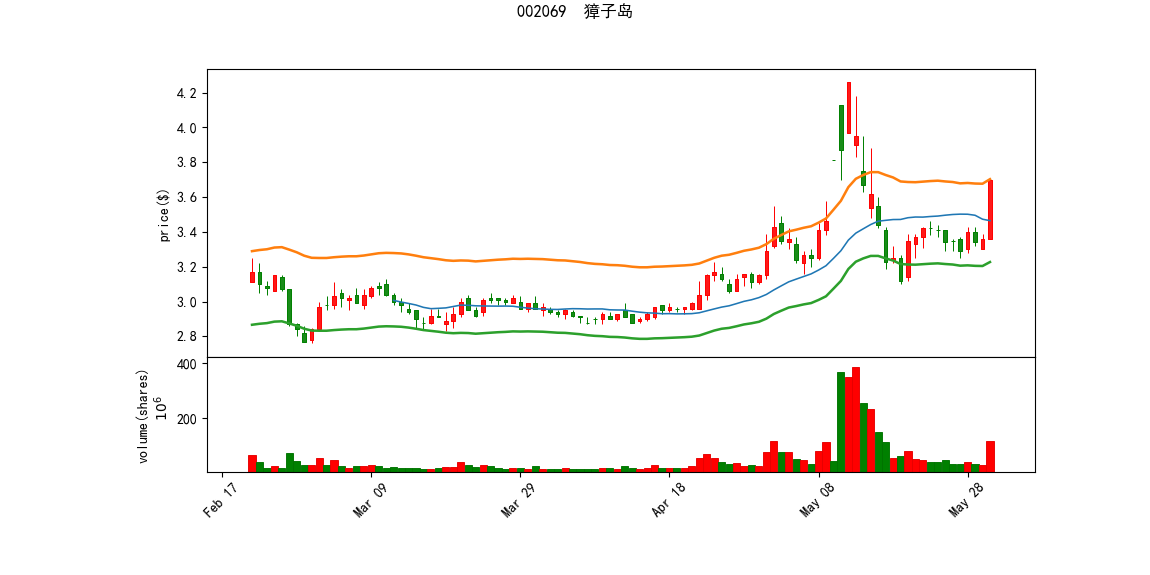 002069 獐子岛
price($)
4.2
4.0
3.8
3.6
3.4
3.2
3.0
2.8
volume(shares)
10^6
400
200
Feb 17
Mar 09
Mar 29
Apr 18
May 08
May 28